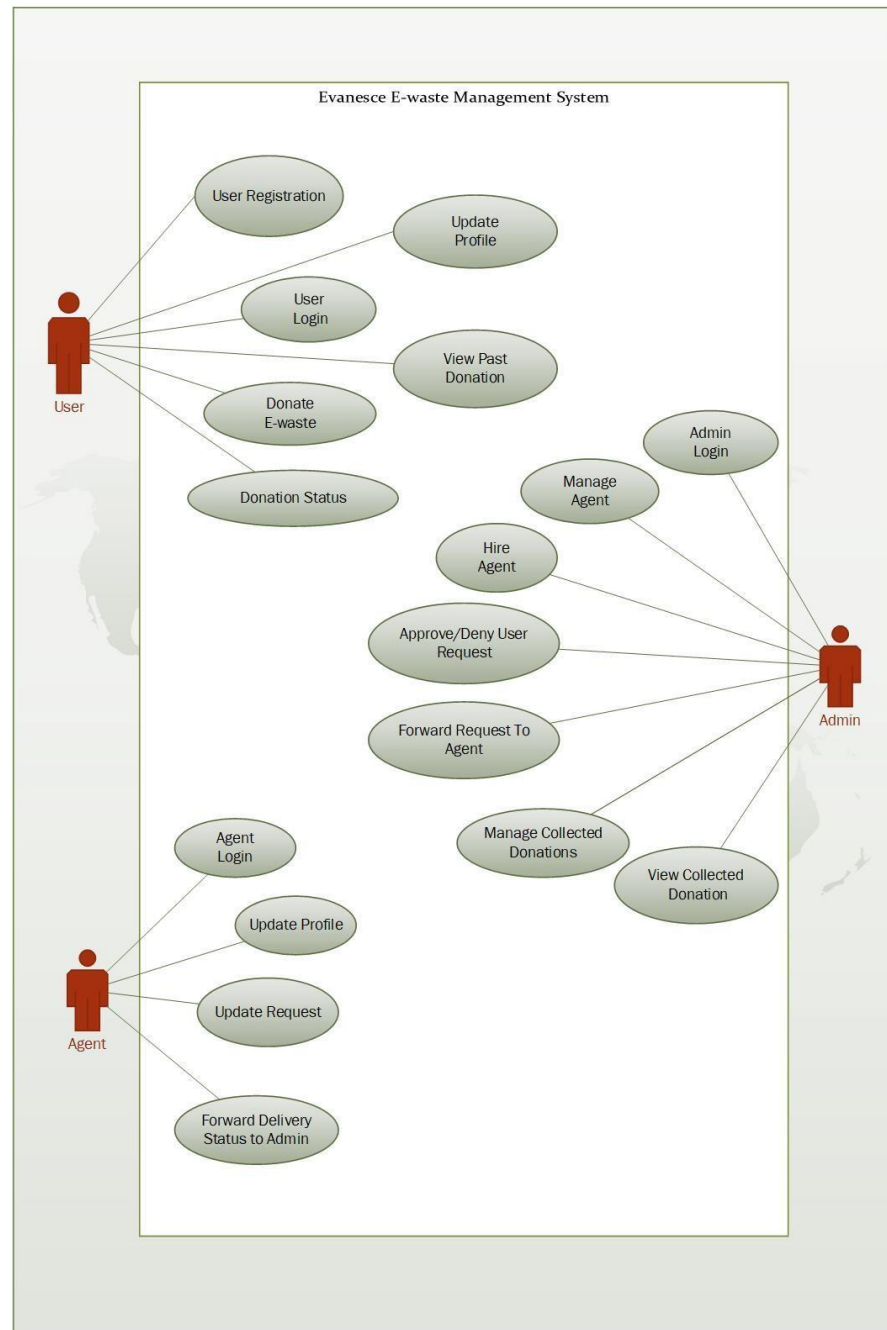 Evanesce E-waste Management System
User Registration
Update
Profile
User
Login
View Past
Donation
User
Donate
E-waste
Donation Status
Admin
Login
Manage
Agent
Hire
Agent
Approve/Deny User
Request
Forward Request To
Agent
Admin
Manage Collected
Donations
View Collected
Donation
Agent
Login
Update Profile
Update Request
Agent
Forward Delivery
Status to Admin